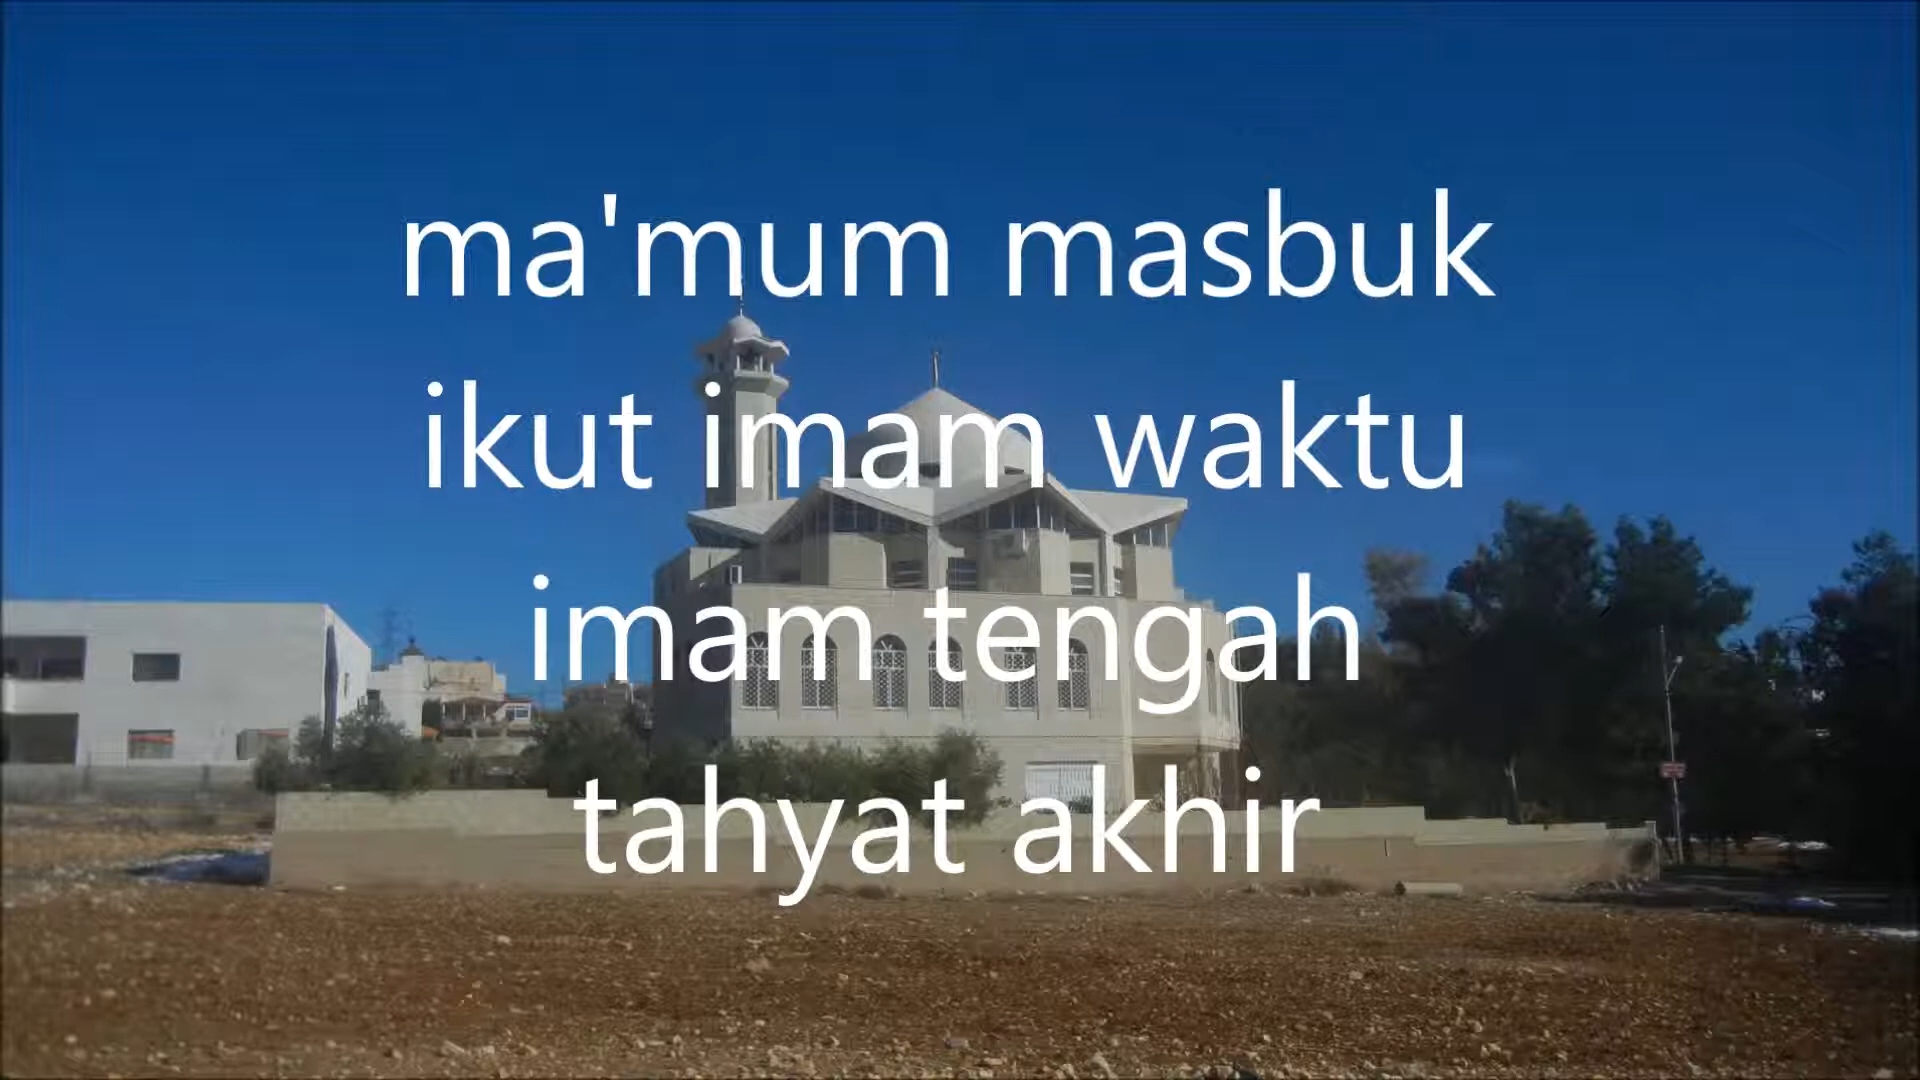 ma'mum masbuk
ikut imam waktu
imam tengah
tahyat akhir